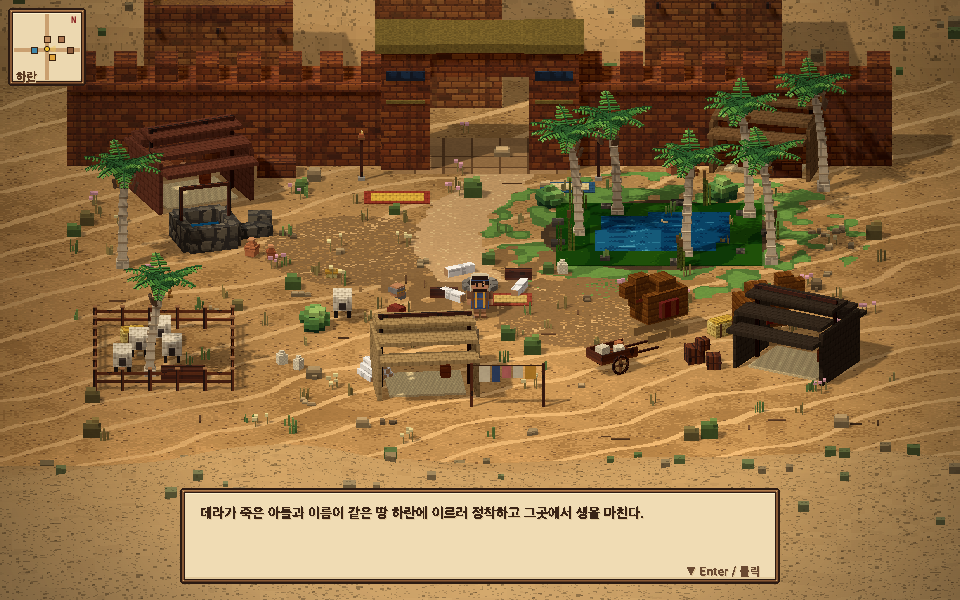 N
하란
데라가 죽은 아들과 이름이 같은 땅 하란에 이르러 정착하고 그곳에서 생을 마친다.
▼ Enter / 클릭